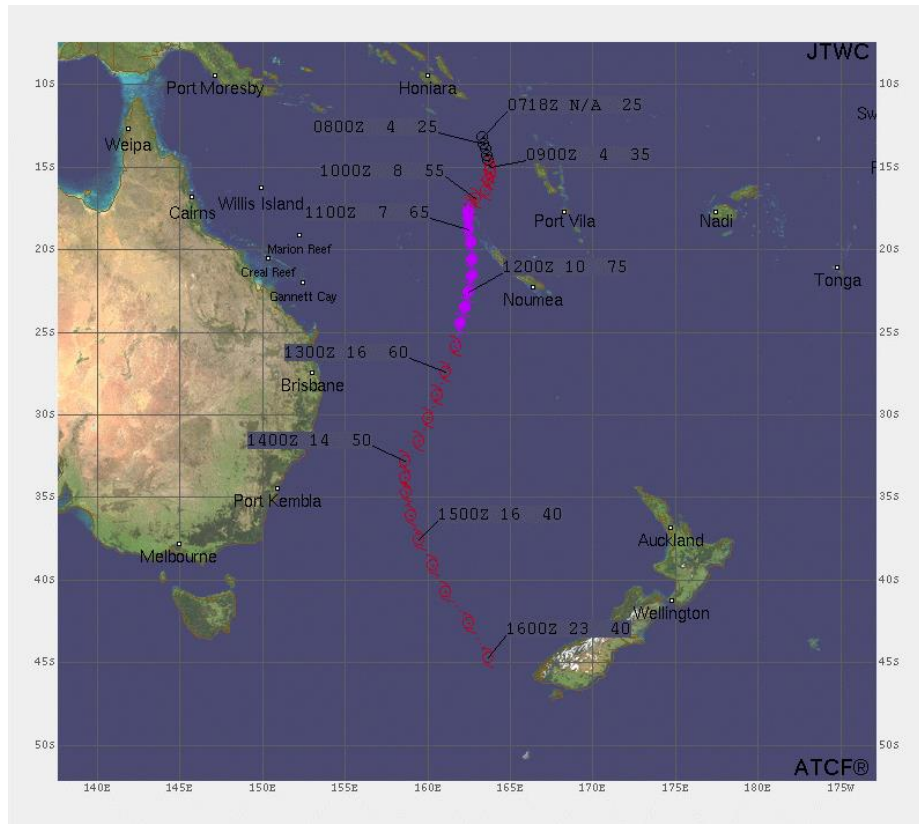 JTWC
10S
10S
Port Moresby
Honiara
0718Z N/A 25
Sw
0800Z 4 25
Weipa
0900Z 4 35
15S
15S
1000Z 8 55
F
Cairns
Willis Island
1100Z 7 65
Port Vila
Nadi
20S
20S
Marion Reef
Creal Reef
1200Z 10 75
Tonga
Gannett Cay
Noumea
25S
25S
1300Z 16 60
Brisbane
30S
30S
1400Z 14 50
35S
35S
Port Kembla
1500Z 16 40
Auckland
Melbourne
40S
40S
Wellington
1600Z 23 40
45S
45S
50S
50S
ATCF®
140E
145E
150E
155E
160E
165E
170E
175E
180E
175W